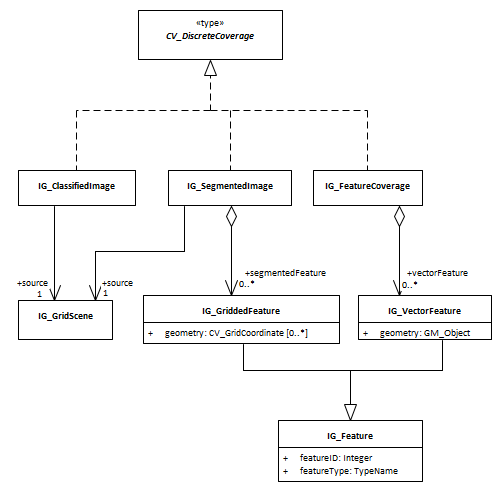 «type»
CV_DiscreteCoverage
IG_ClassifiedImage
IG_SegmentedImage
IG_FeatureCoverage
+source
1
+source
1
+segmentedFeature
0..*
+vectorFeature
0..*
IG_GridScene
IG_GriddedFeature
+ geometry: CV_GridCoordinate [0..*]
IG_VectorFeature
+ geometry: GM_Object
IG_Feature
+ featureID: Integer
+ featureType: TypeName